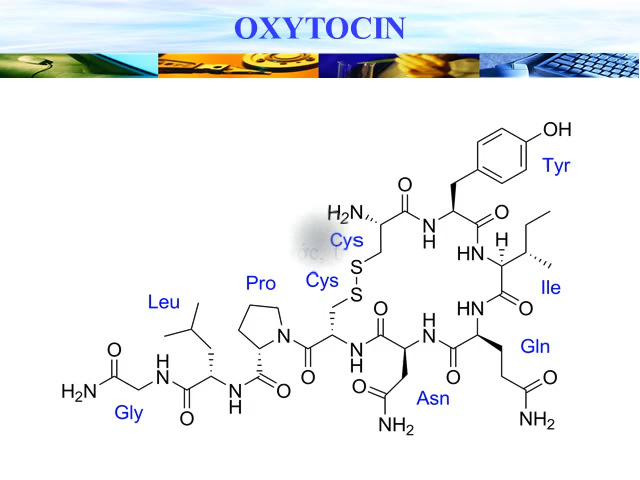 OXYTOCIN
OH
Tyr
O
H₂N
N
H
O
Cys
HN
H
S
Cys
S
Ile
O
Pro
HN
Leu
O
H
N
Gln
N
O
H
N
O
N
H
O
O
O
Asn
O
H₂N
Gly
O
N
H
O
NH₂
NH₂